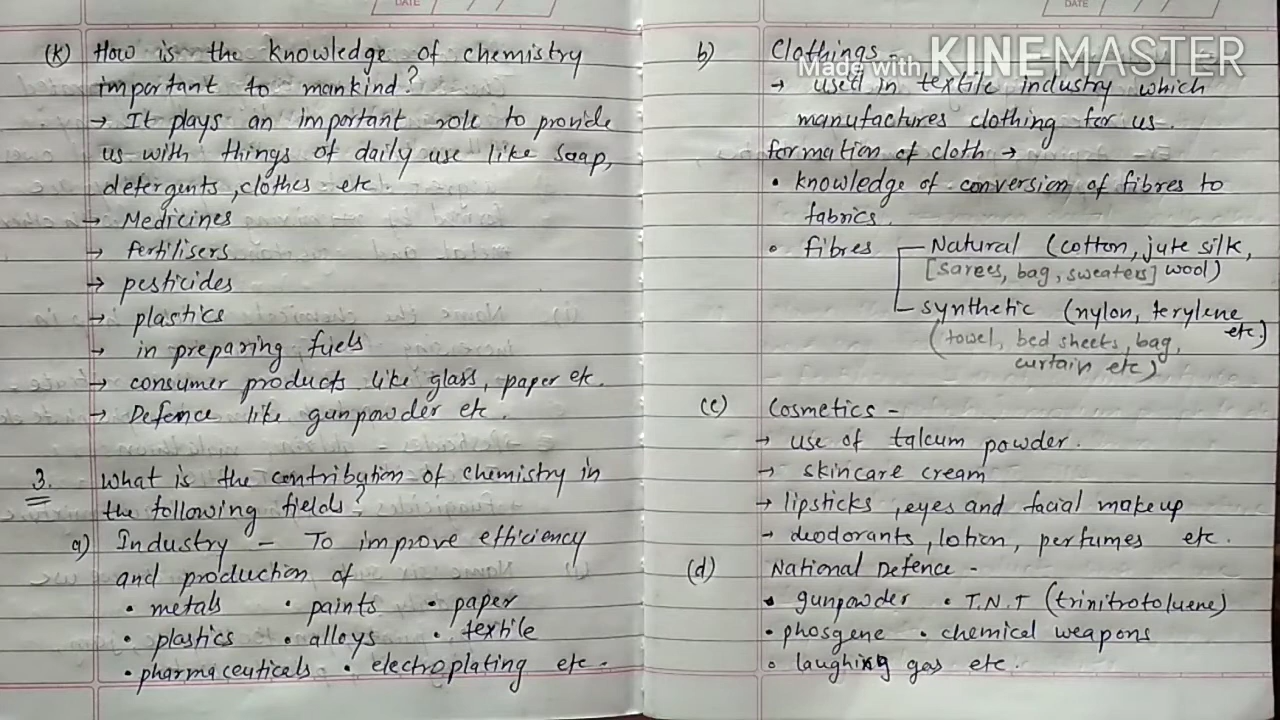 DATE
(K) How is the knowledge of chemistry
important to mankind?
→ It plays an important role to provide
us with things of daily use like soap,
detergents, clothes etc.
→ Medicines
→ fertilisers
→ pesticides
→ plastics
→ in preparing fuels
→ consumer products like glass, paper etc.
→ Defence like gunpowder etc.
3. What is the contribution of chemistry in
the following fields?
a) Industry - To improve efficiency
and production of
• metals • paints • paper
• plastics • alloys • textile
• pharmaceuticals • electroplating etc.
DATE
Made with KINEMASTER
b) Clothings -
→ used in textile industry which
manufactures clothing for us.
formation of cloth →
• knowledge of conversion of fibres to
fabrics.
• fibres Natural (cotton, jute silk,
[sarees, bag, sweaters] wool)
synthetic (nylon, terylene
etc.)
(towel, bed sheets, bag,
curtain etc)
(c) Cosmetics -
→ use of talcum powder.
→ skincare cream
→ lipsticks, eyes and facial makeup
→ deodorants, lotion, perfumes etc.
(d) National Defence -
• gunpowder • T.N.T (trinitrotoluene)
• phosgene • chemical weapons
• laughing gas etc.